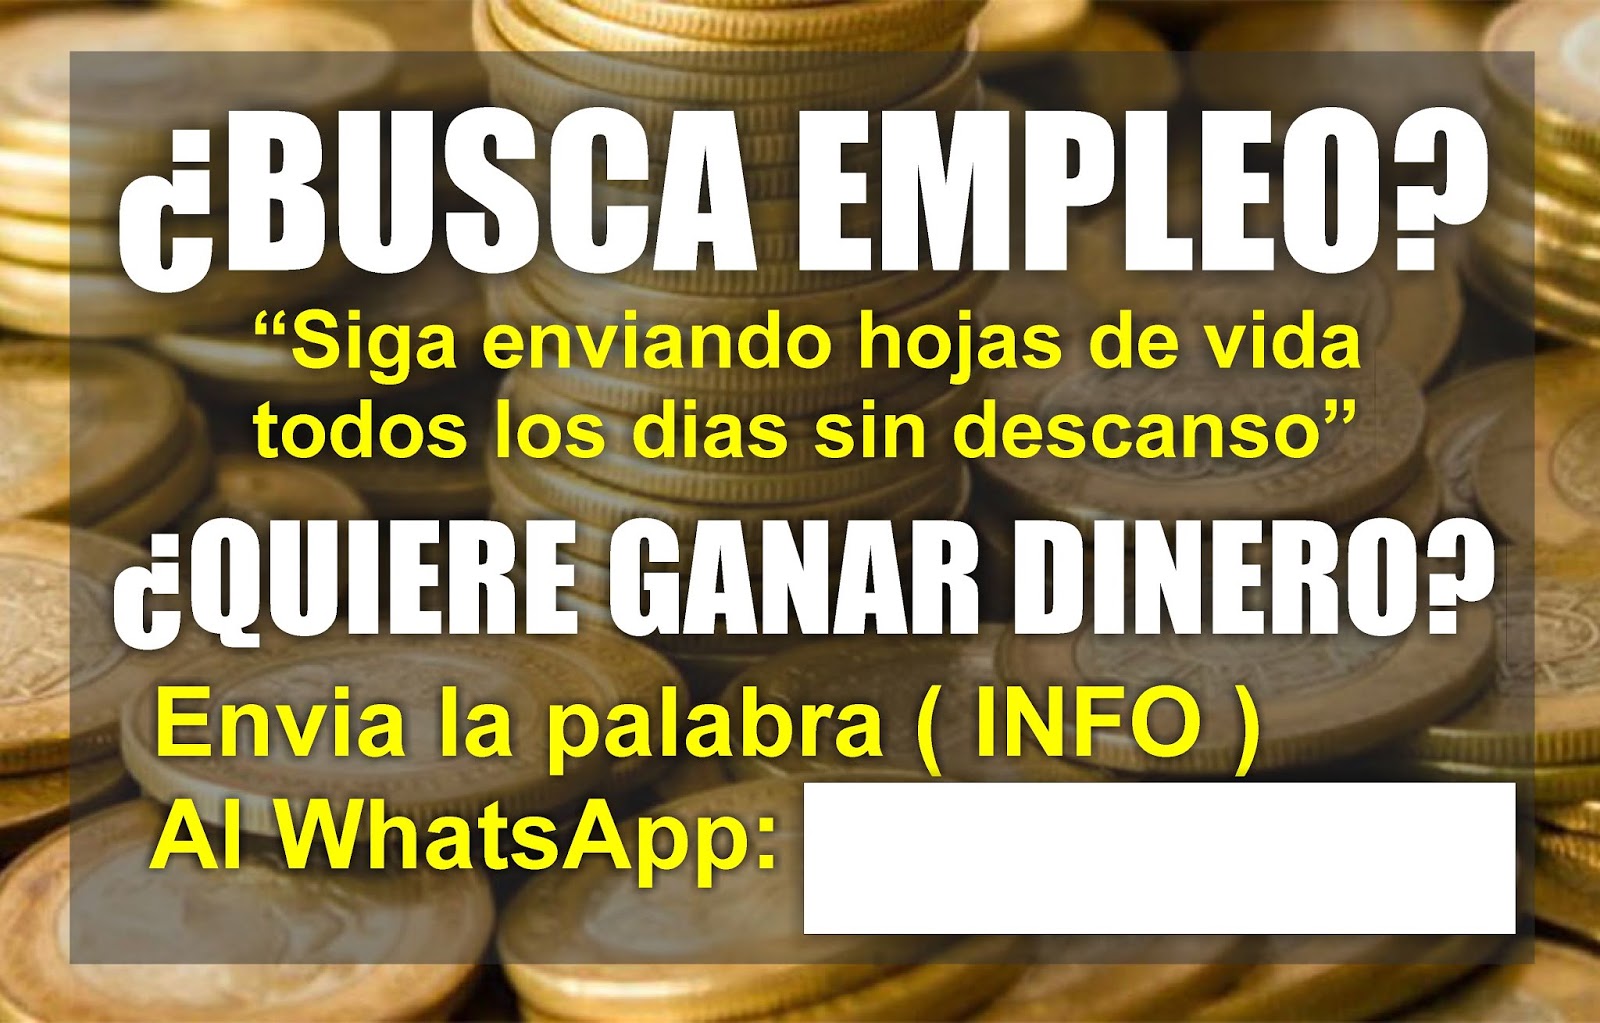 ¿BUSCA EMPLEO?
“Siga enviando hojas de vida
todos los dias sin descanso”
¿QUIERE GANAR DINERO?
Envia la palabra ( INFO )
Al WhatsApp: